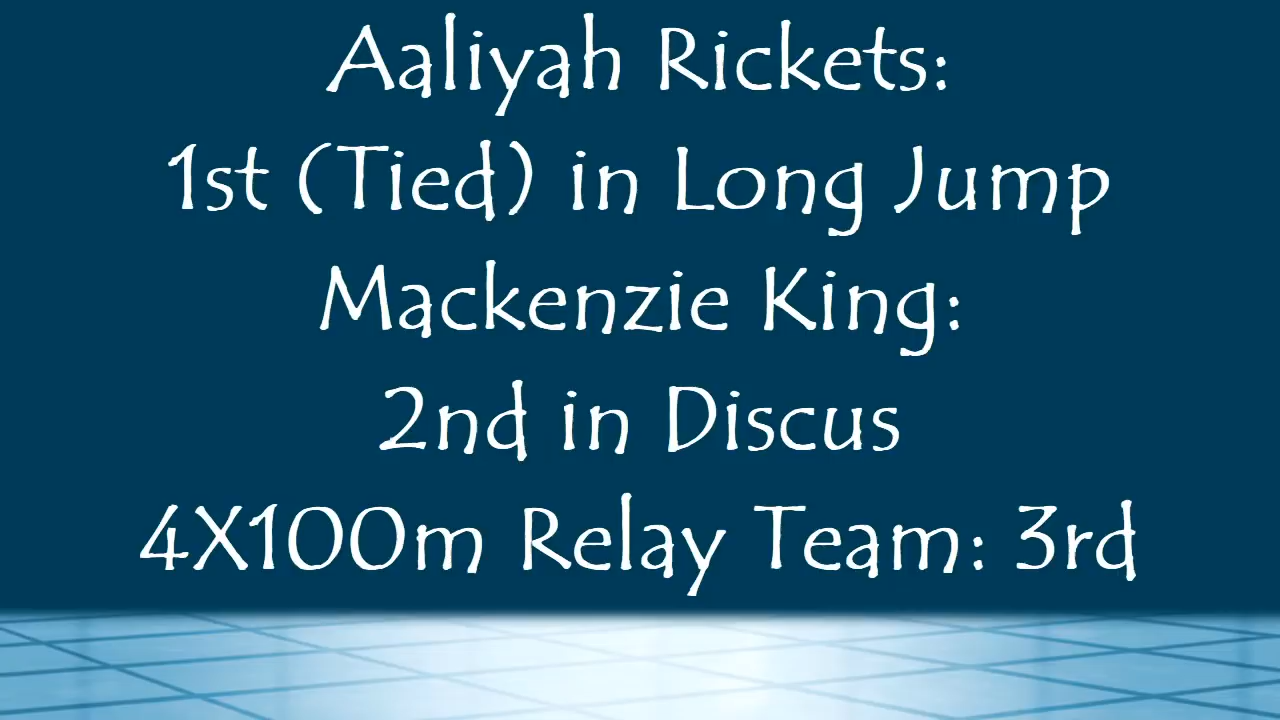 Aaliyah Rickets:
1st (Tied) in Long Jump
Mackenzie King:
2nd in Discus
4X100m Relay Team: 3rd